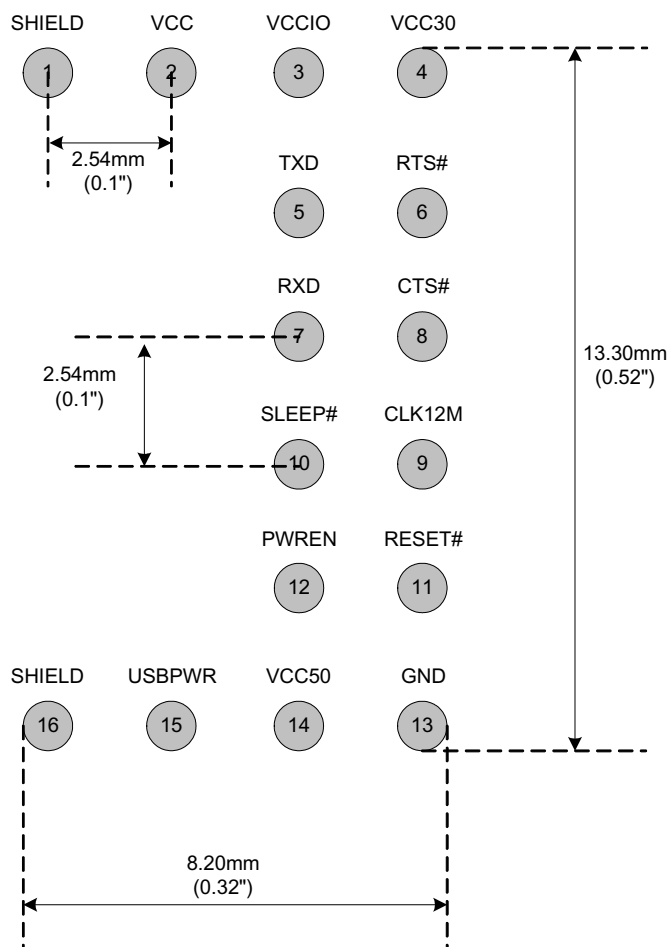 SHIELD VCC VCCIO VCC30
1 2 3 4
2.54mm
(0.1")
TXD RTS#
5 6
RXD CTS#
7 8
13.30mm
(0.52")
2.54mm
(0.1")
SLEEP# CLK12M
10 9
PWREN RESET#
12 11
SHIELD USBPWR VCC50 GND
16 15 14 13
8.20mm
(0.32")